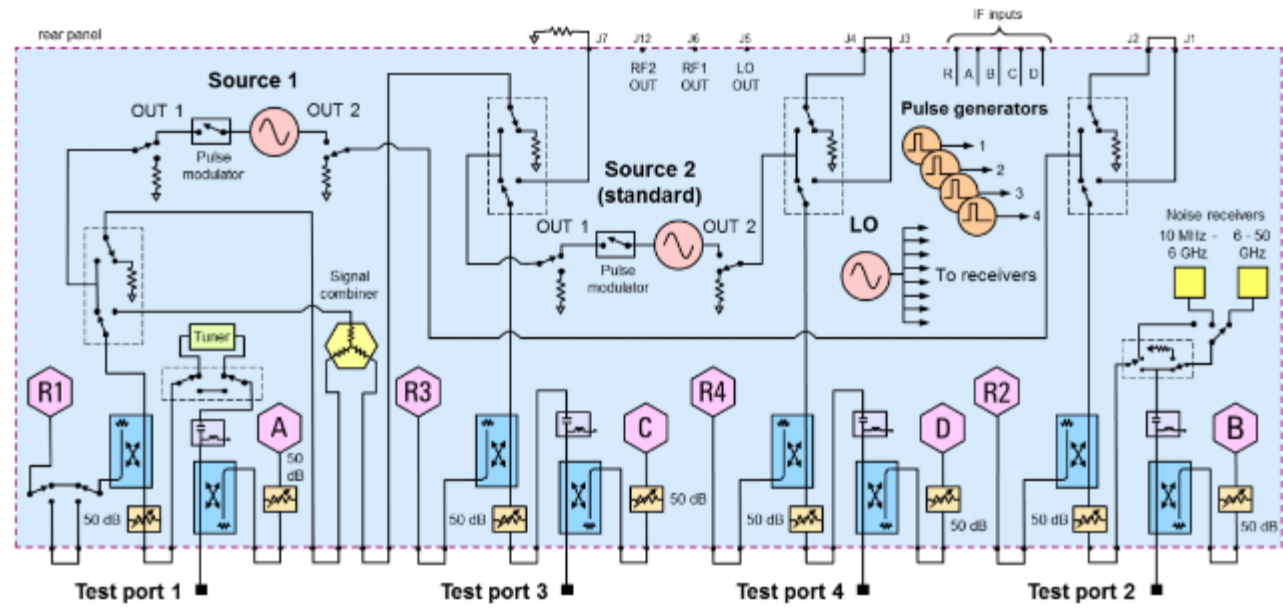 IF inputs
rear panel
J7 J12 J6 J5 J4 J3 J2 J1
RF2 OUT
RF1 OUT
LO OUT
R A B C D
Source 1
OUT 1
OUT 2
Pulse modulator
Pulse generators
1
2
3
4
Source 2
(standard)
OUT 1
OUT 2
Pulse modulator
LO
To receivers
Noise receivers
10 MHz - 6 GHz
6 - 50 GHz
Signal combiner
Tuner
R1
A
R3
C
R4
D
R2
B
50 dB
50 dB
50 dB
50 dB
50 dB
50 dB
50 dB
50 dB
Test port 1
Test port 3
Test port 4
Test port 2